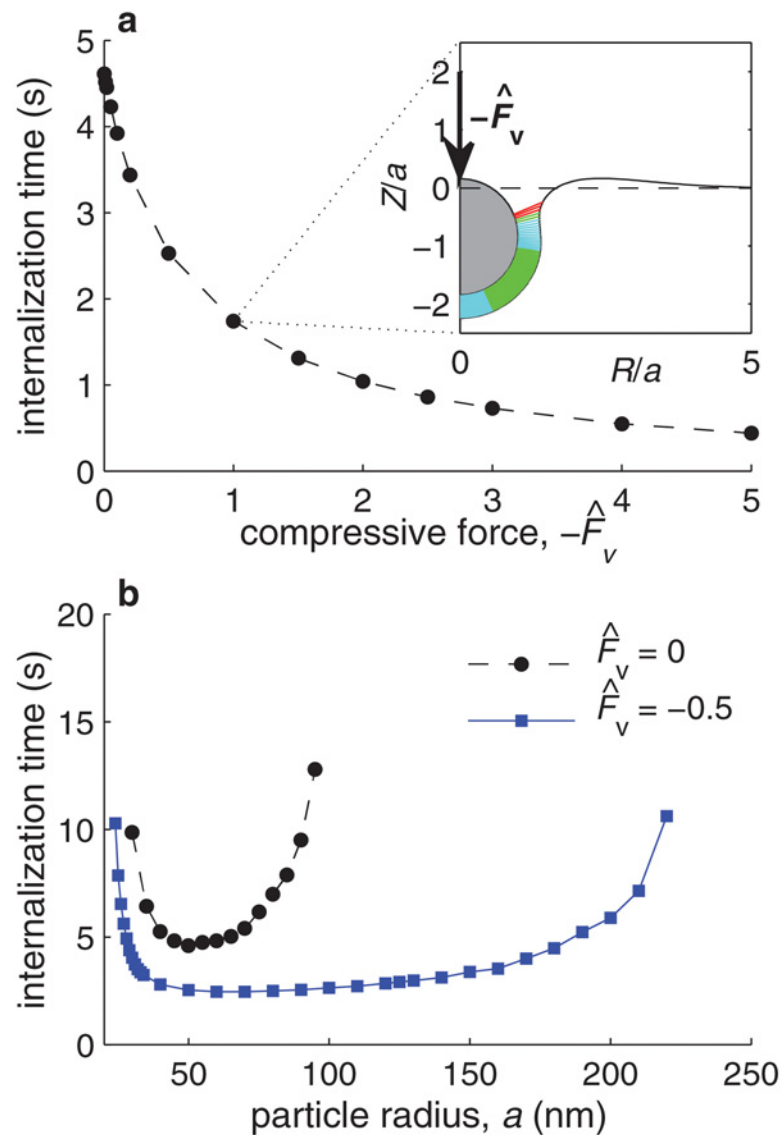 a
internalization time (s)
5
4
3
2
1
0
0 1 2 3 4 5
compressive force, -F̂v
Z/a
2
1
0
−1
−2
-F̂v
0 5
R/a
b
internalization time (s)
20
15
10
5
0
F̂v = 0
F̂v = −0.5
50 100 150 200 250
particle radius, a (nm)